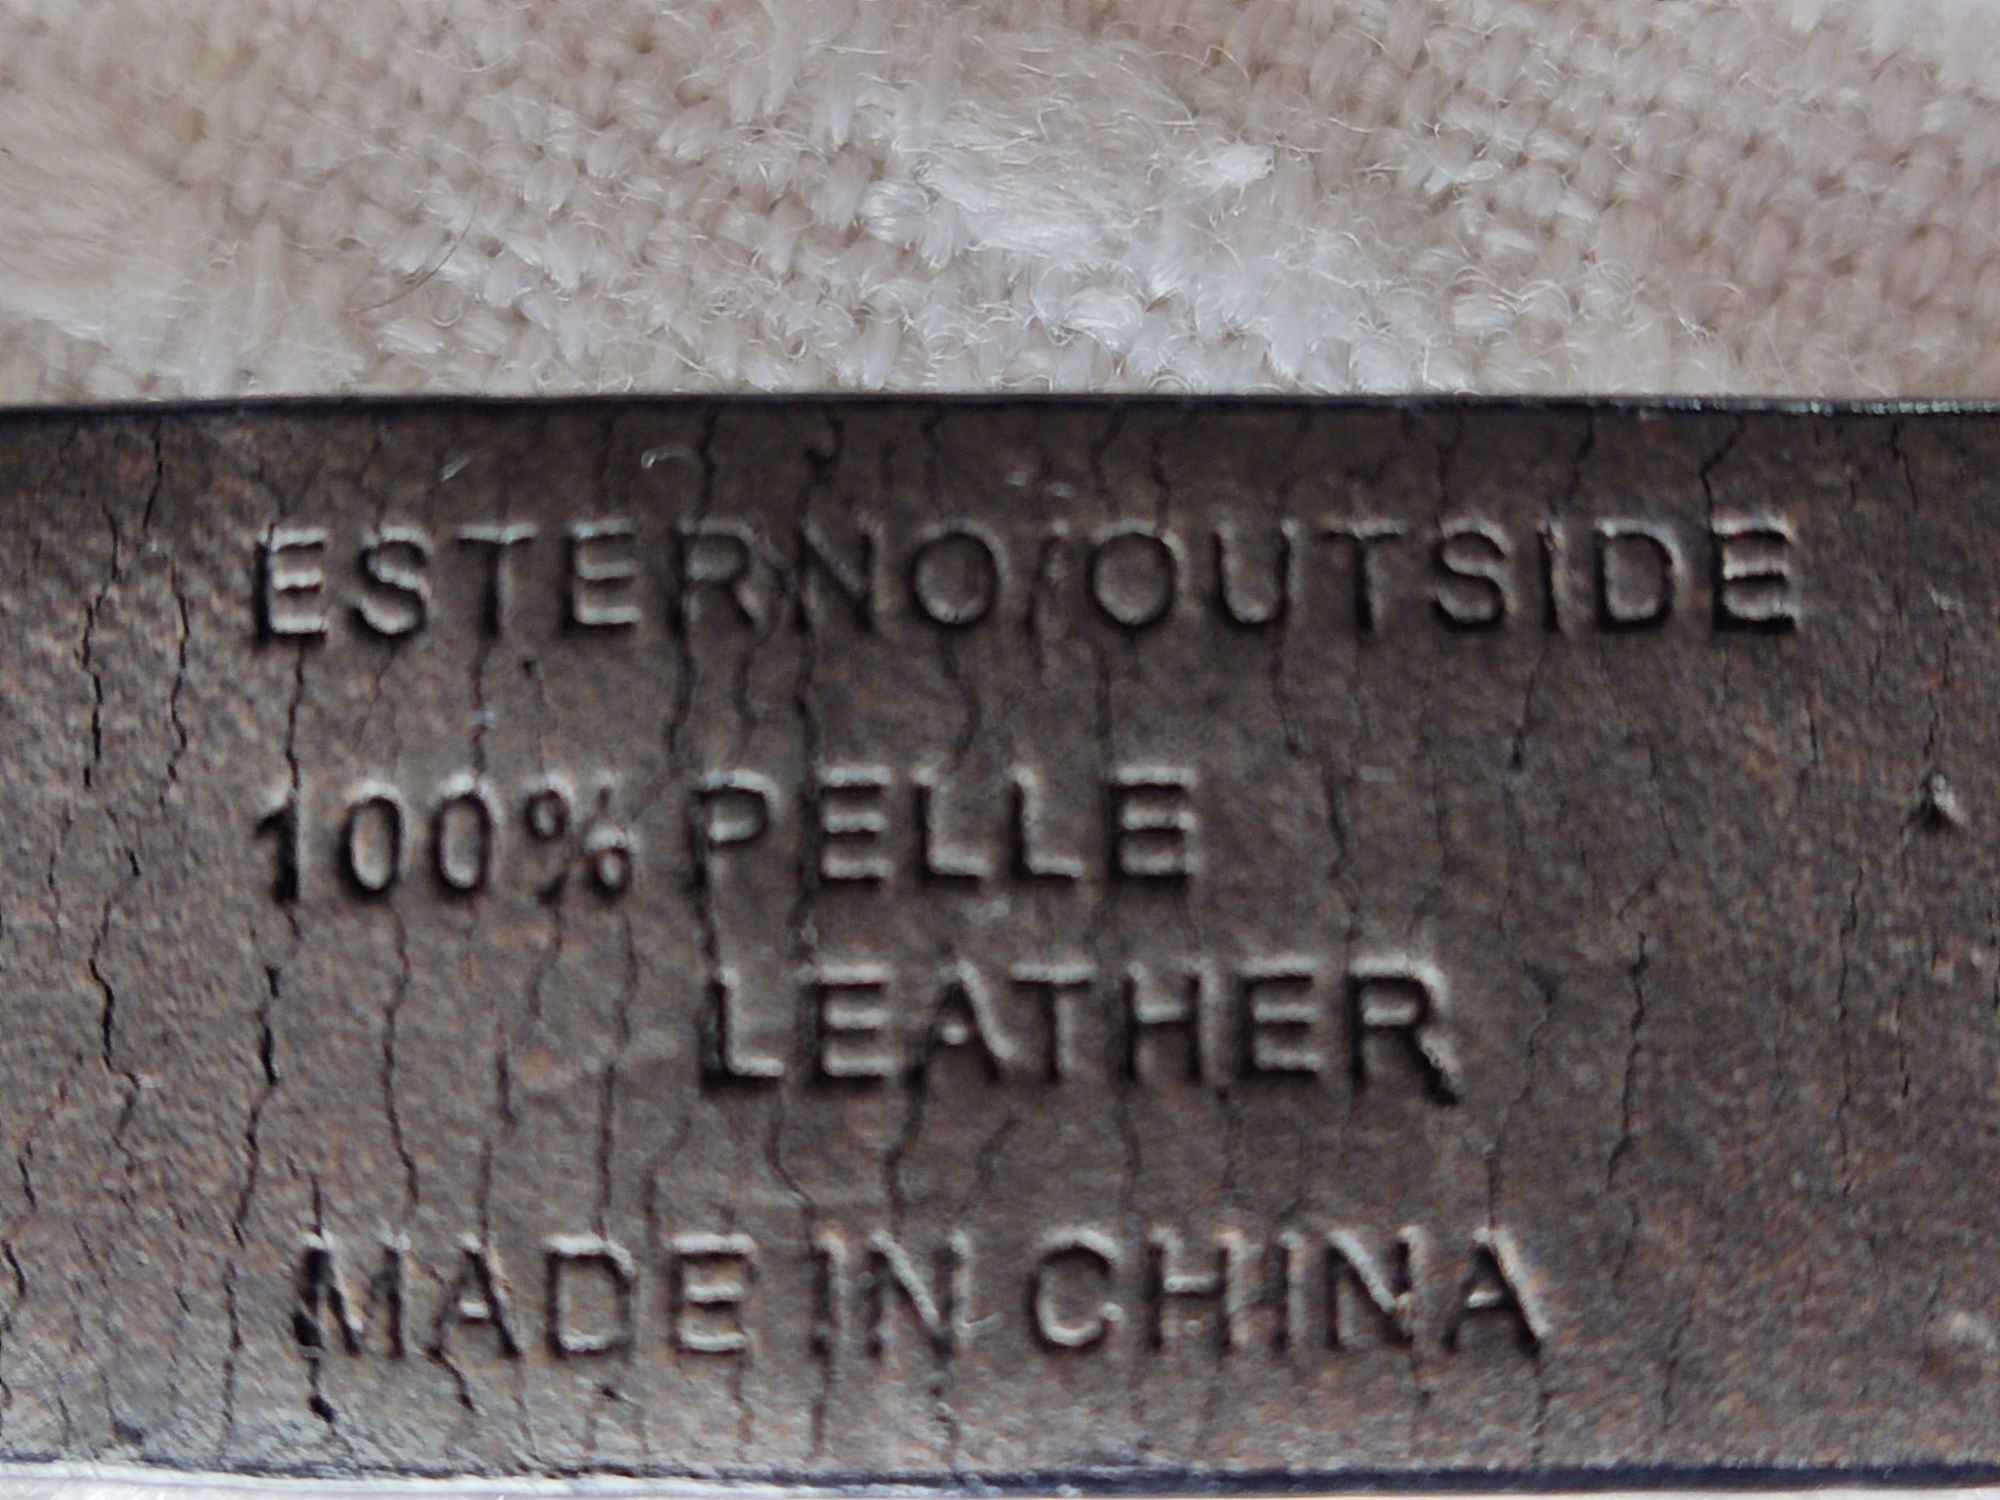 ESTERNO/OUTSIDE
100% PELLE
LEATHER
MADE IN CHINA